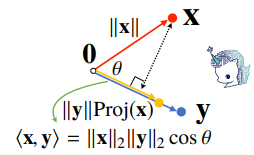 ‖x‖
x
0
θ
‖y‖Proj(x)
y
⟨x, y⟩ = ‖x‖₂‖y‖₂ cos θ